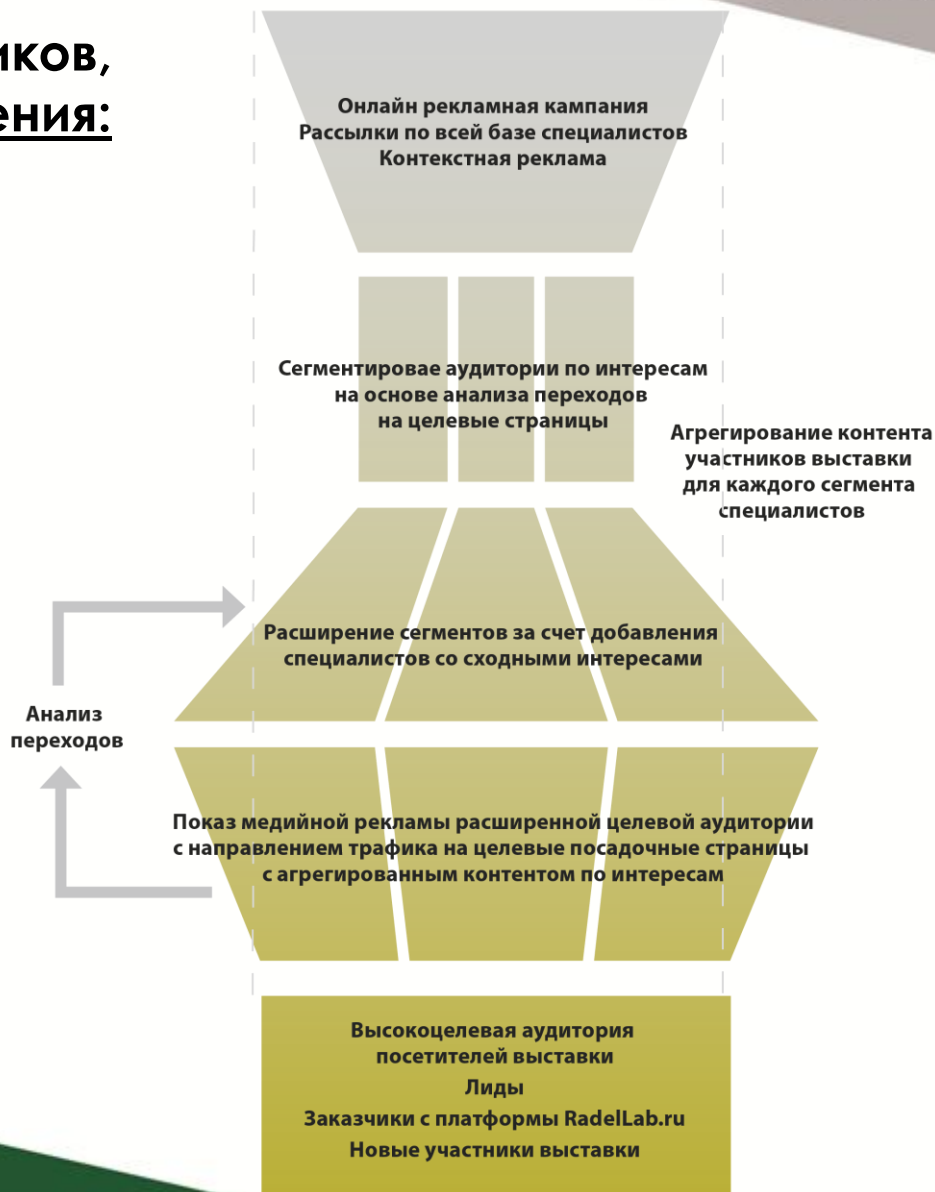 иков,
ения:
Онлайн рекламная кампания
Рассылки по всей базе специалистов
Контекстная реклама
Сегментировае аудитории по интересам
на основе анализа переходов
на целевые страницы
Агрегирование контента
участников выставки
для каждого сегмента
специалистов
Расширение сегментов за счет добавления
специалистов со сходными интересами
Анализ
переходов
Показ медийной рекламы расширенной целевой аудитории
с направлением трафика на целевые посадочные страницы
с агрегированным контентом по интересам
Высокоцелевая аудитория
посетителей выставки
Лиды
Заказчики с платформы RadelLab.ru
Новые участники выставки